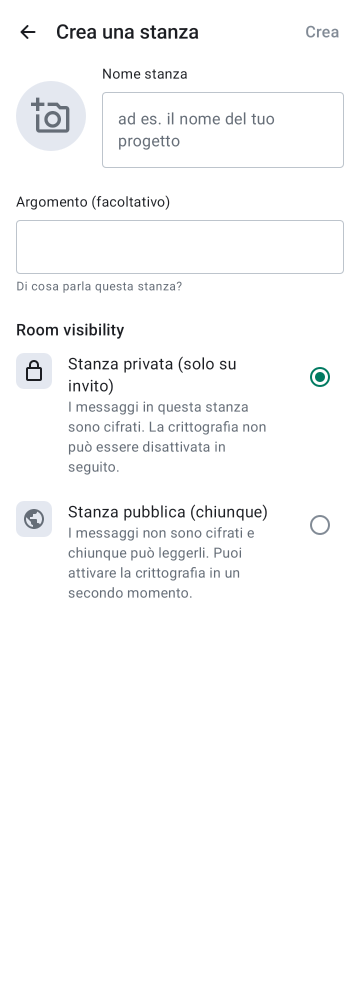 Crea una stanza
Crea
Nome stanza
ad es. il nome del tuo
progetto
Argomento (facoltativo)
Di cosa parla questa stanza?
Room visibility
Stanza privata (solo su
invito)
I messaggi in questa stanza
sono cifrati. La crittografia non
può essere disattivata in
seguito.
Stanza pubblica (chiunque)
I messaggi non sono cifrati e
chiunque può leggerli. Puoi
attivare la crittografia in un
secondo momento.